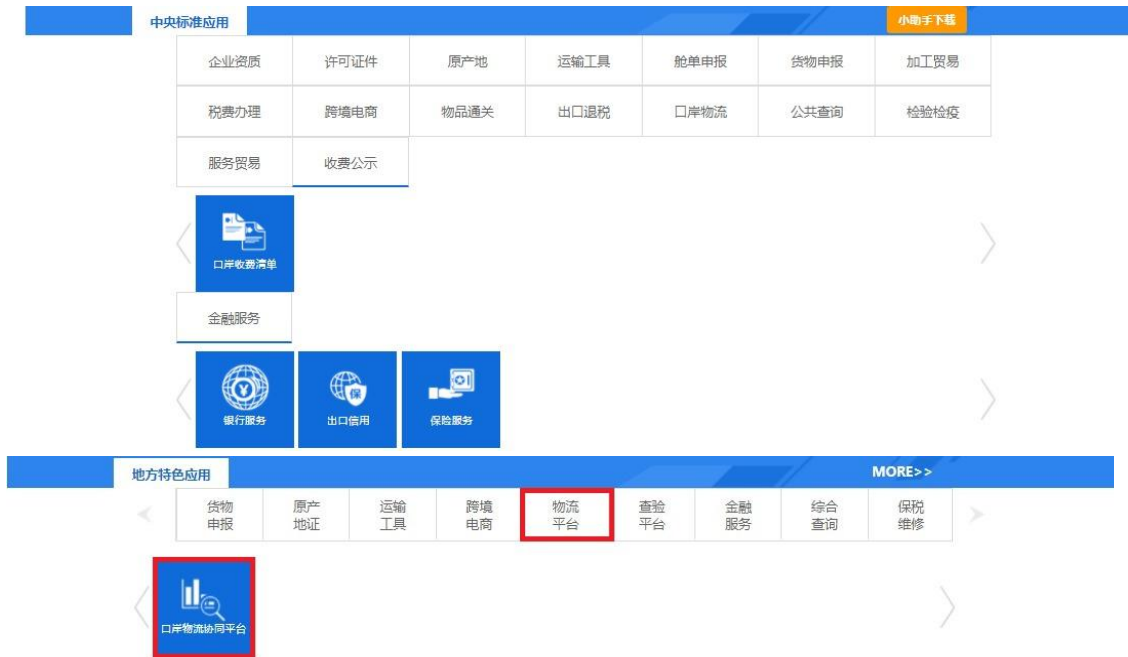 中央标准应用 小助手下载
企业资质 许可证件 原产地 运输工具 舱单申报 货物申报 加工贸易
税费办理 跨境电商 物品通关 出口退税 口岸物流 公共查询 检验检疫
服务贸易 收费公示
口岸收费清单
金融服务
银行服务 出口信用 保险服务
地方特色应用 MORE>>
货物 原产 运输 跨境 物流 查验 金融 综合 保税
申报 地证 工具 电商 平台 平台 服务 查询 维修
口岸物流协同平台